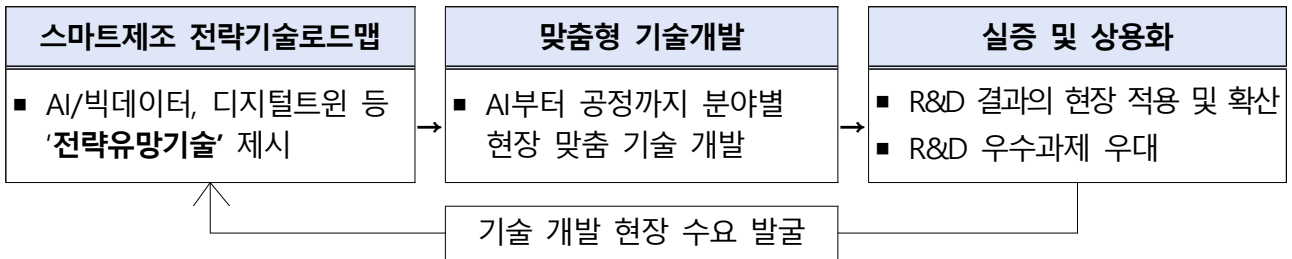 스마트제조 전략기술로드맵
■ AI/빅데이터, 디지털트윈 등
‘전략유망기술’ 제시
→
맞춤형 기술개발
■ AI부터 공정까지 분야별
현장 맞춤 기술 개발
→
실증 및 상용화
■ R&D 결과의 현장 적용 및 확산
■ R&D 우수과제 우대
기술 개발 현장 수요 발굴